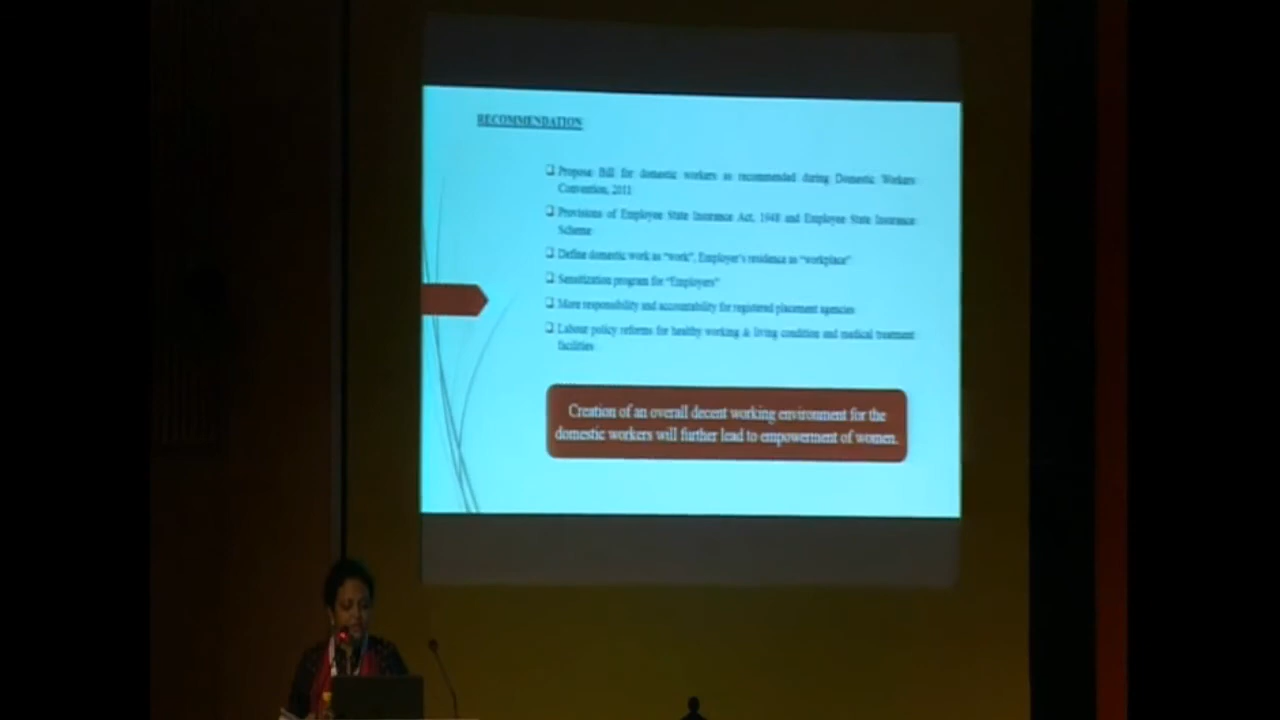 RECOMMENDATION
Propose Bill for domestic workers as recommended during Domestic Workers
Convention, 2011
Provisions of Employee State Insurance Act, 1948 and Employee State Insurance
Scheme
Define domestic work as “work”, Employer’s residence as “workplace”
Sensitization program for “Employers”
More responsibility and accountability for registered placement agencies
Labour policy reforms for healthy working & living condition and medical treatment
facilities
Creation of an overall decent working environment for the
domestic workers will further lead to empowerment of women.